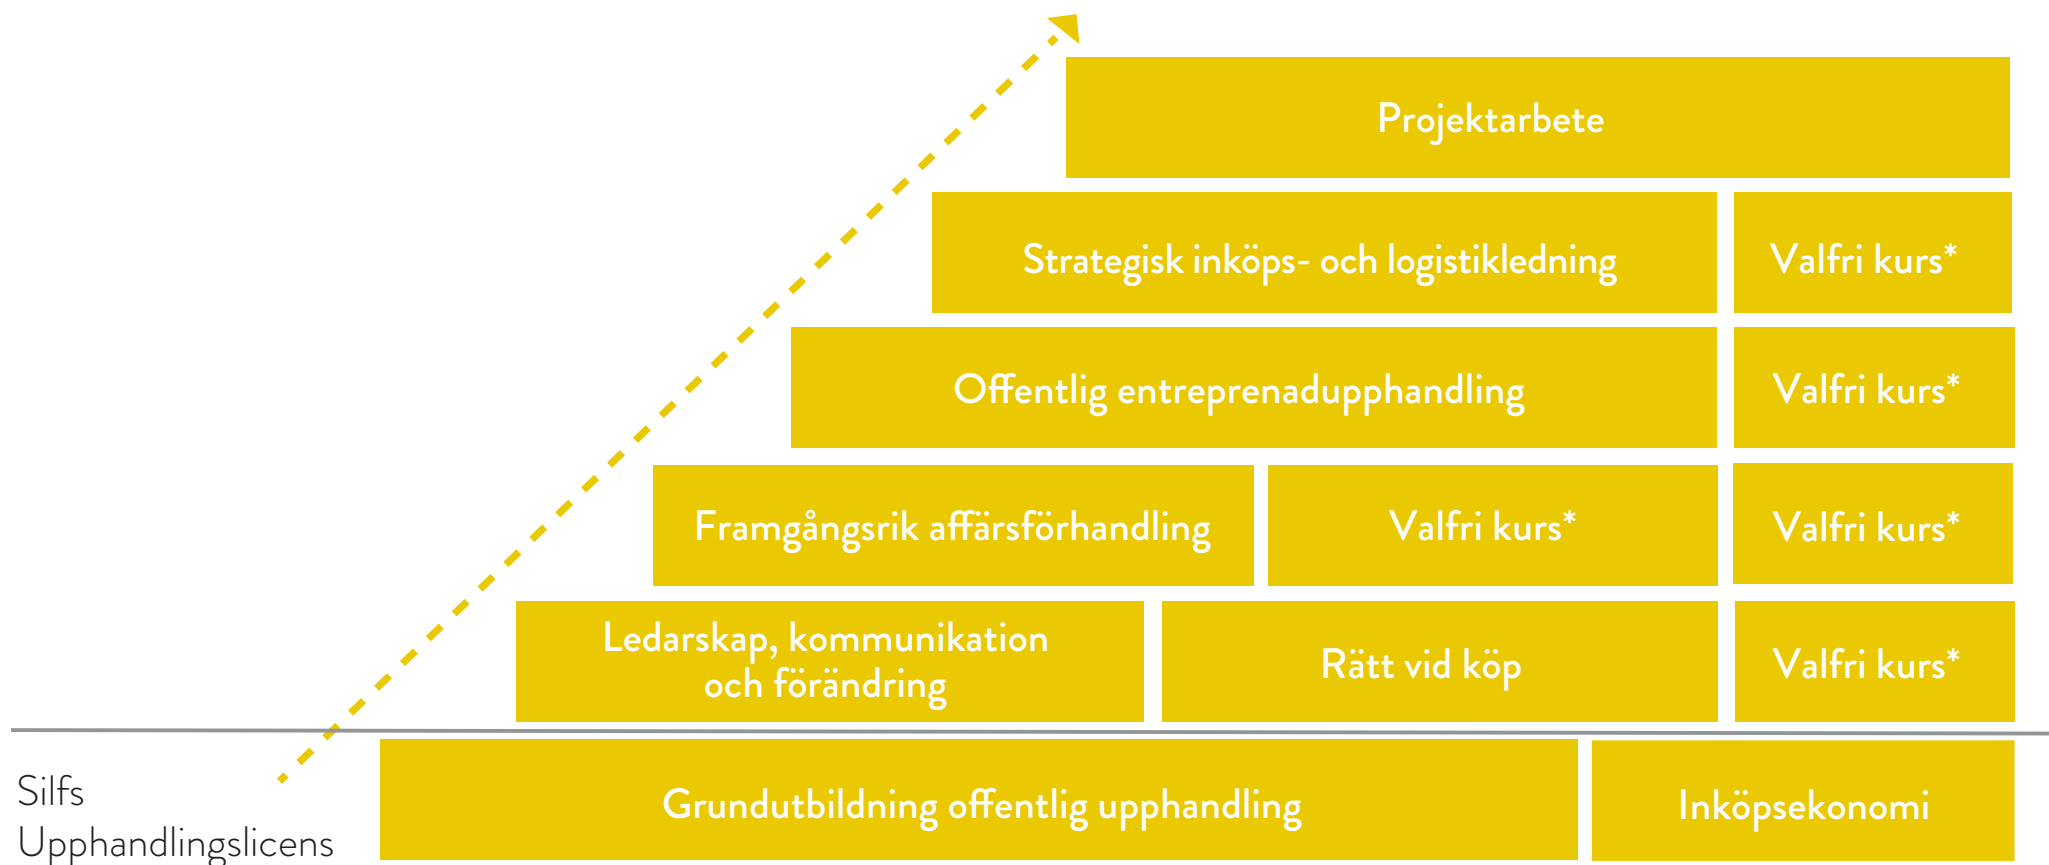 Projektarbete
Strategisk inköps- och logistikledning
Valfri kurs*
Offentlig entreprenadupphandling
Valfri kurs*
Framgångsrik affärsförhandling
Valfri kurs*
Valfri kurs*
Ledarskap, kommunikation
och förändring
Rätt vid köp
Valfri kurs*
Silfs
Upphandlingslicens
Grundutbildning offentlig upphandling
Inköpsekonomi